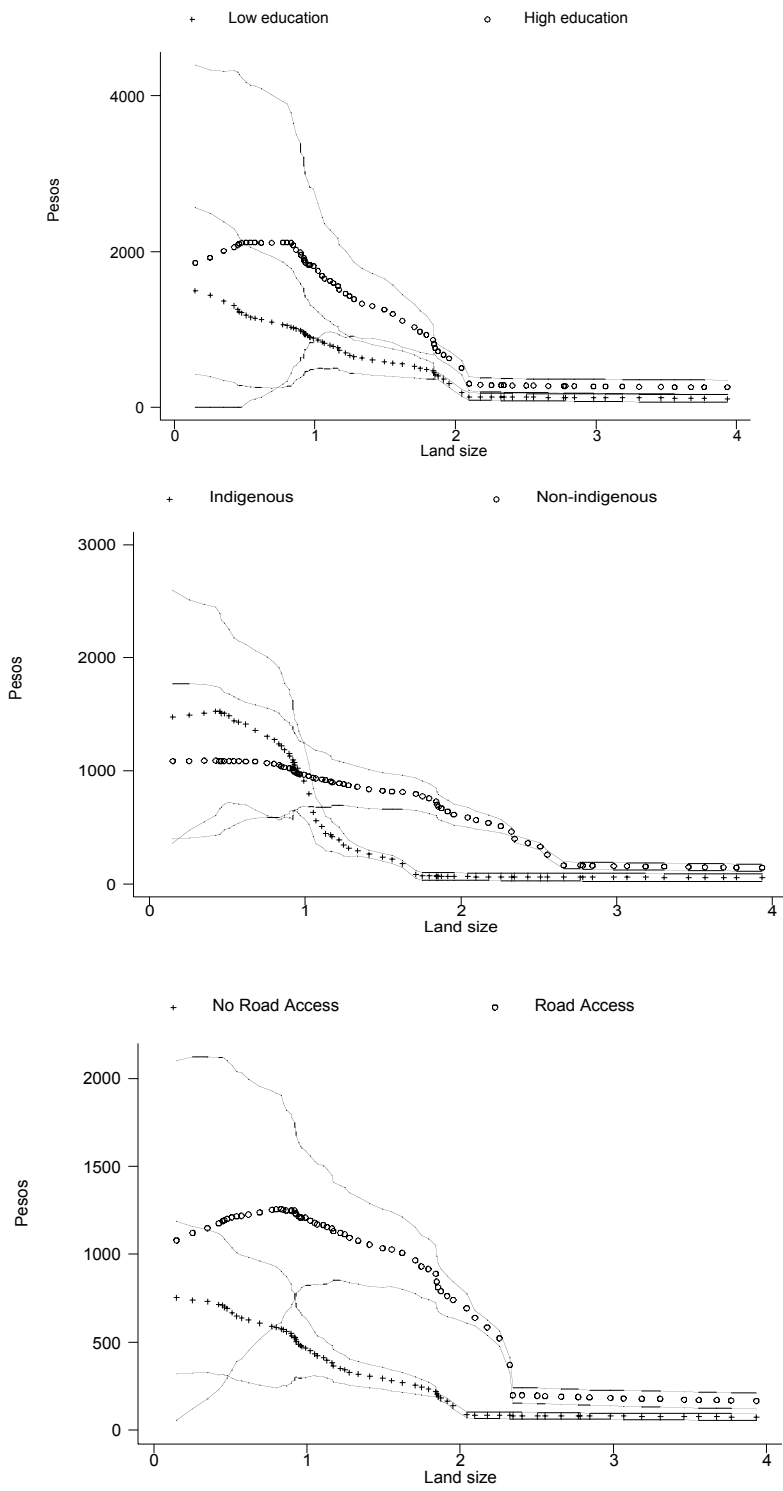 + Low education o High education
4000
Pesos
2000
0
0 1 2 3 4
Land size
+ Indigenous o Non-indigenous
3000
2000
Pesos
1000
0
0 1 2 3 4
Land size
+ No Road Access o Road Access
2000
1500
Pesos
1000
500
0
0 1 2 3 4
Land size